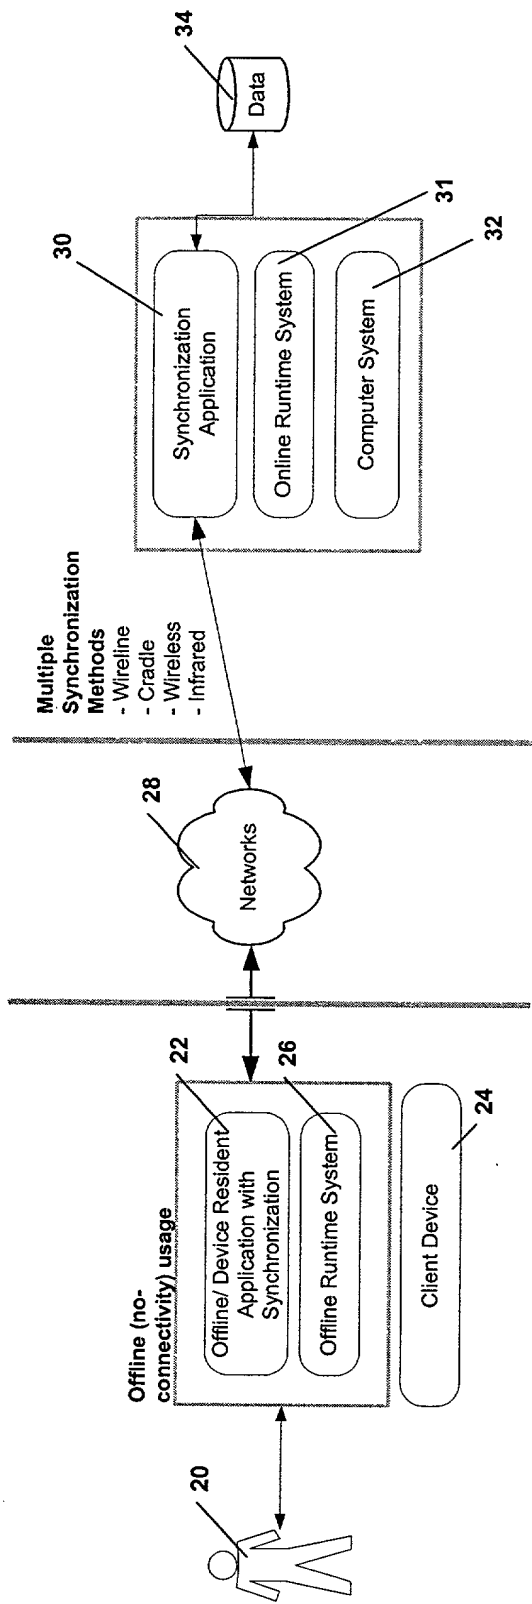 Offline (no-
connectivity) usage
20
22
Offline/ Device Resident
Application with
Synchronization
26
Offline Runtime System
24
Client Device
28
Networks
Multiple
Synchronization
Methods
- Wireline
- Cradle
- Wireless
- Infrared
30
Synchronization
Application
31
Online Runtime System
32
Computer System
34
Data